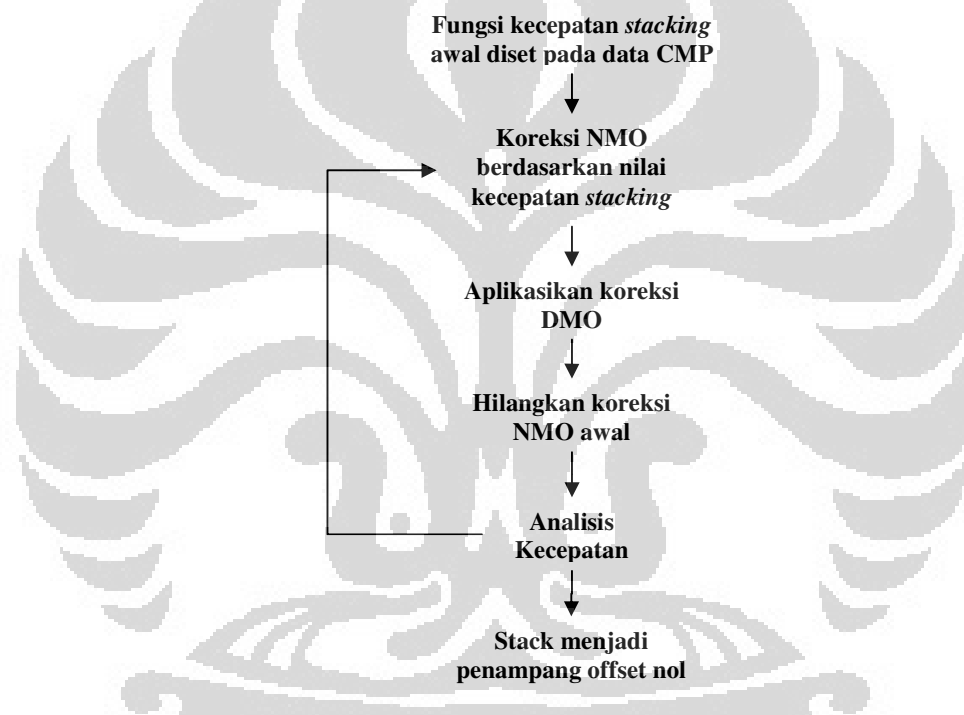 Fungsi kecepatan stacking
awal diset pada data CMP
Koreksi NMO
berdasarkan nilai
kecepatan stacking
Aplikasikan koreksi
DMO
Hilangkan koreksi
NMO awal
Analisis
Kecepatan
Stack menjadi
penampang offset nol